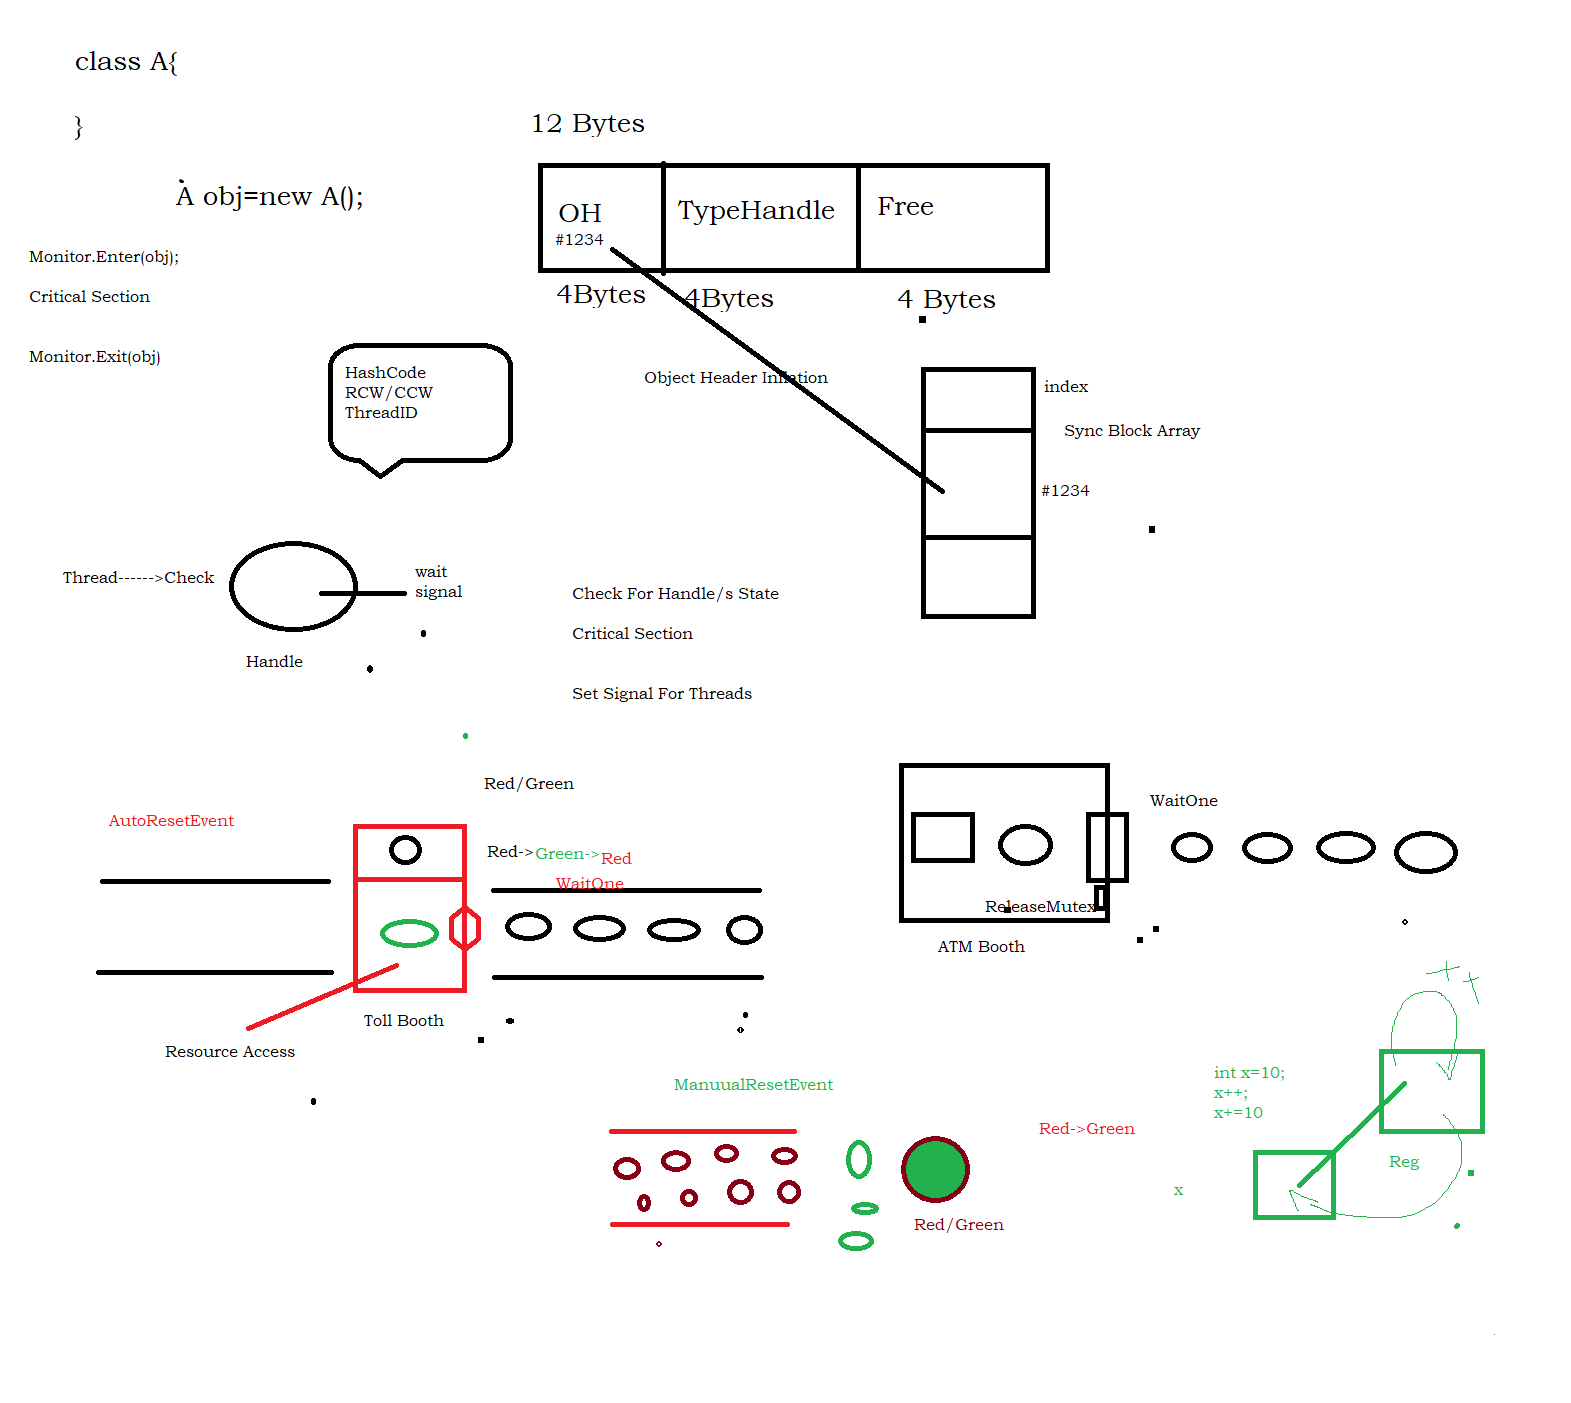 class A{
}
A obj=new A();
12 Bytes
OH
#1234
TypeHandle
Free
4Bytes
4Bytes
4 Bytes
Monitor.Enter(obj);
Critical Section
Monitor.Exit(obj)
HashCode
RCW/CCW
ThreadID
Object Header Inflation
index
Sync Block Array
#1234
Thread------>Check
wait
signal
Handle
Check For Handle/s State
Critical Section
Set Signal For Threads
Red/Green
AutoResetEvent
Red->Green->Red
WaitOne
Toll Booth
Resource Access
WaitOne
ReleaseMutex
ATM Booth
ManuualResetEvent
Red->Green
Red/Green
++
int x=10;
x++;
x+=10
Reg
x